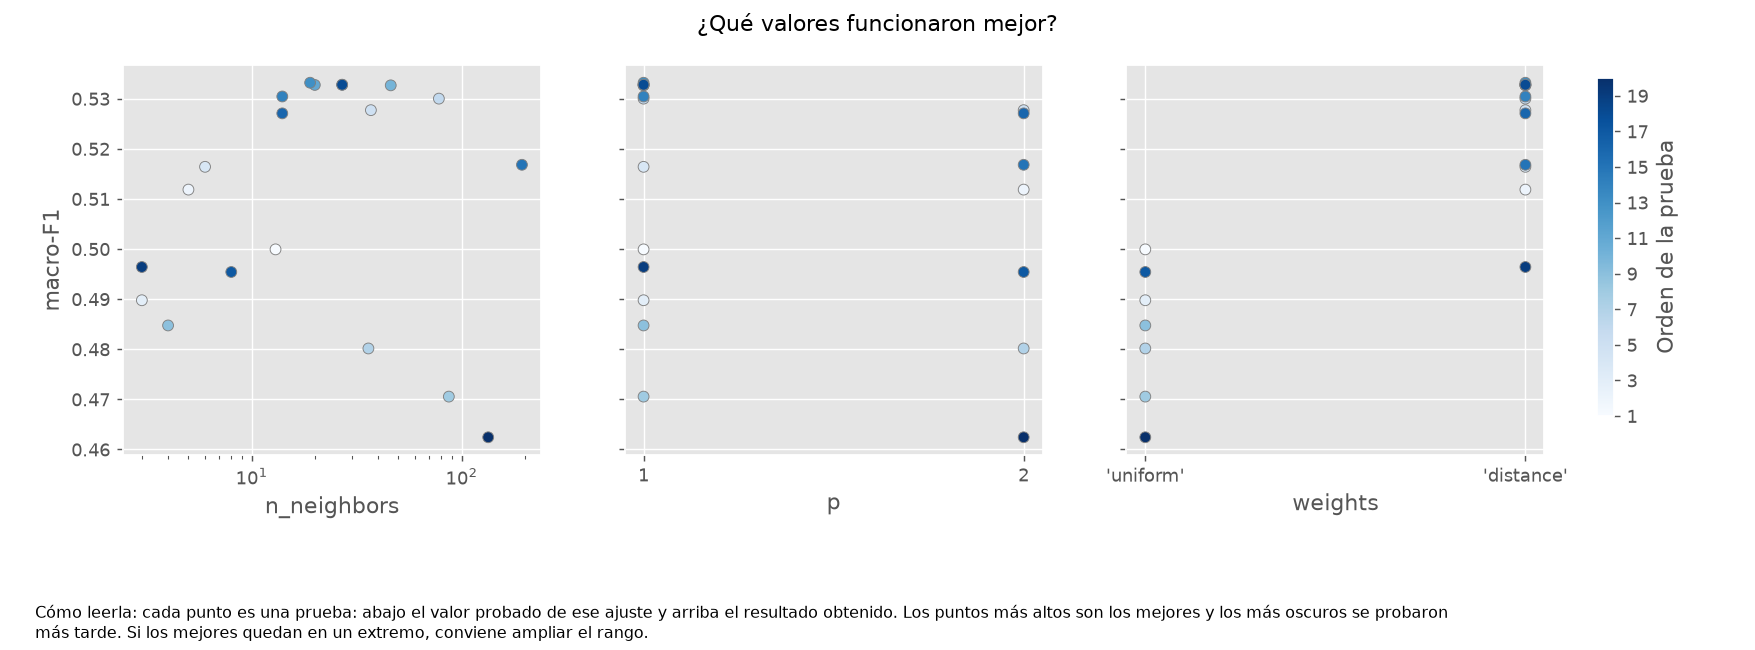 ¿Qué valores funcionaron mejor?
macro-F1
0.53
0.52
0.51
0.50
0.49
0.48
0.47
0.46
10¹
10²
n_neighbors
1
2
p
'uniform'
'distance'
weights
19
17
15
13
11
9
7
5
3
1
Orden de la prueba
Cómo leerla: cada punto es una prueba: abajo el valor probado de ese ajuste y arriba el resultado obtenido. Los puntos más altos son los mejores y los más oscuros se probaron
más tarde. Si los mejores quedan en un extremo, conviene ampliar el rango.